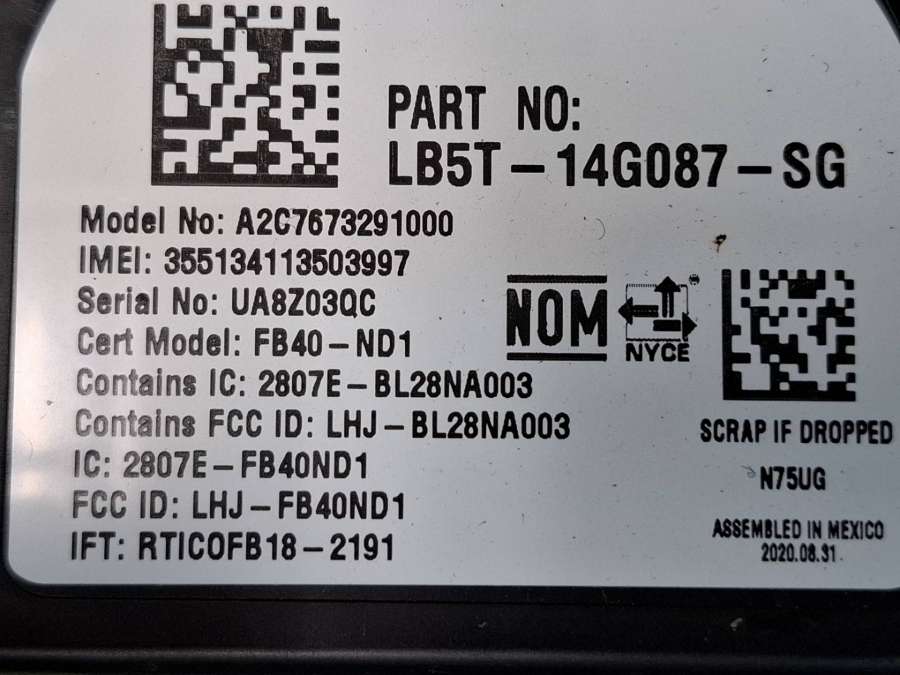 PART NO:
LB5T-14G087-SG
Model No: A2C7673291000
IMEI: 355134113503997
Serial No: UA8Z03QC
Cert Model: FB40-ND1
Contains IC: 2807E-BL28NA003
Contains FCC ID: LHJ-BL28NA003
IC: 2807E-FB40ND1
FCC ID: LHJ-FB40ND1
IFT: RTICOFB18-2191
NOM
NYCE
SCRAP IF DROPPED
N75UG
ASSEMBLED IN MEXICO
2020.08.31